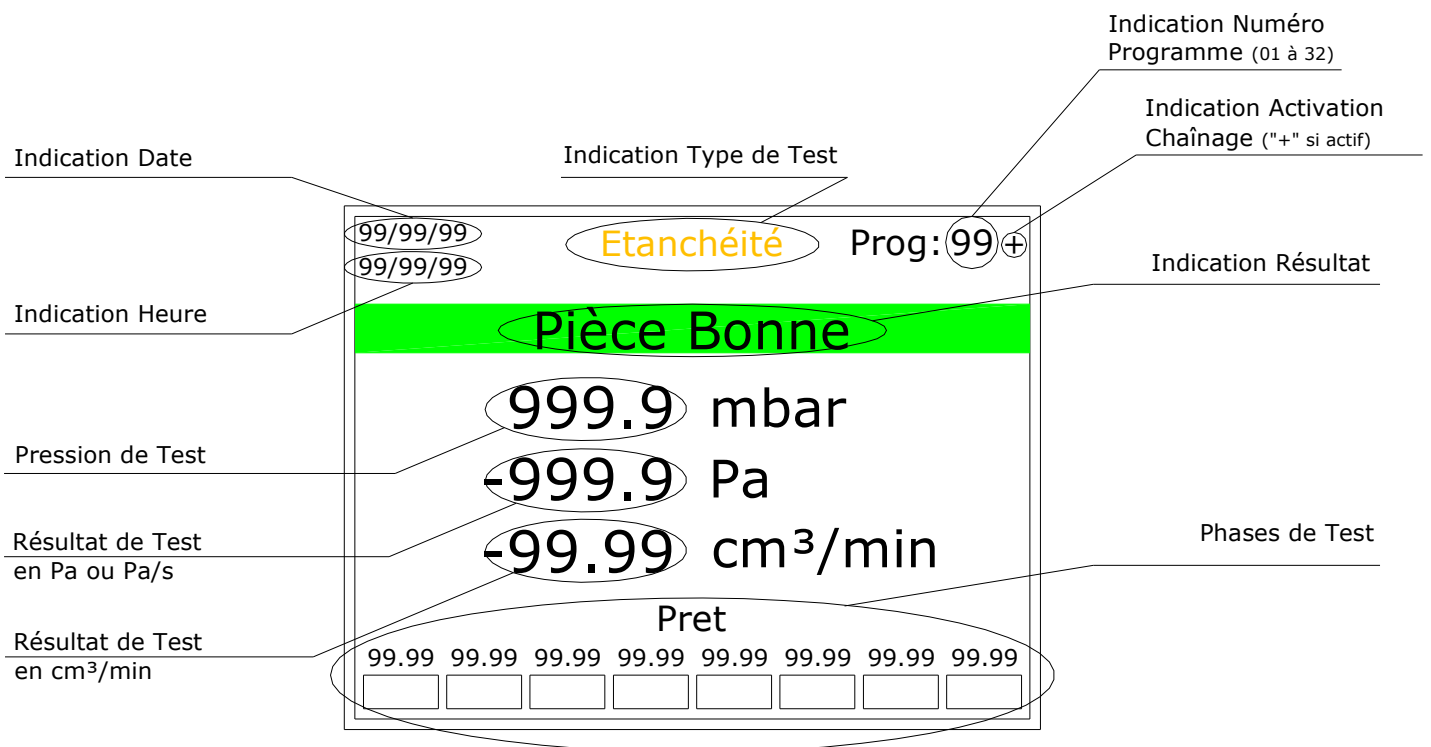 Indication Numéro
Programme (01 à 32)
Indication Activation
Chaînage ("+" si actif)
Indication Date
Indication Type de Test
99/99/99
Etanchéité
Prog: 99 +
99/99/99
Indication Résultat
Indication Heure
Pièce Bonne
999.9 mbar
Pression de Test
-999.9 Pa
Résultat de Test
en Pa ou Pa/s
-99.99 cm³/min
Phases de Test
Pret
Résultat de Test
en cm³/min
99.99 99.99 99.99 99.99 99.99 99.99 99.99 99.99